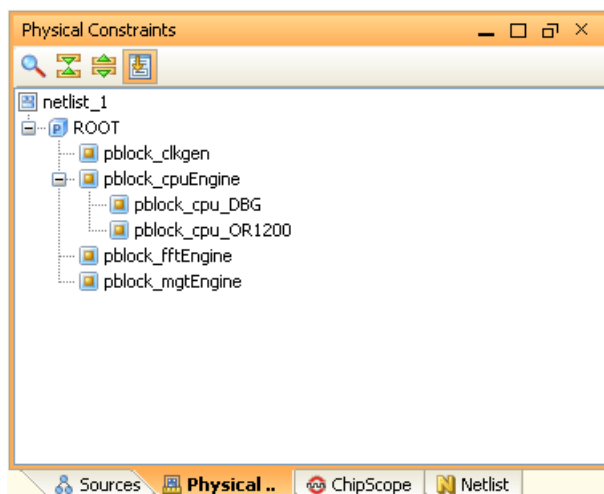 Physical Constraints
netlist_1
ROOT
pblock_clkgen
pblock_cpuEngine
pblock_cpu_DBG
pblock_cpu_OR1200
pblock_fftEngine
pblock_mgtEngine
Sources Physical .. ChipScope Netlist